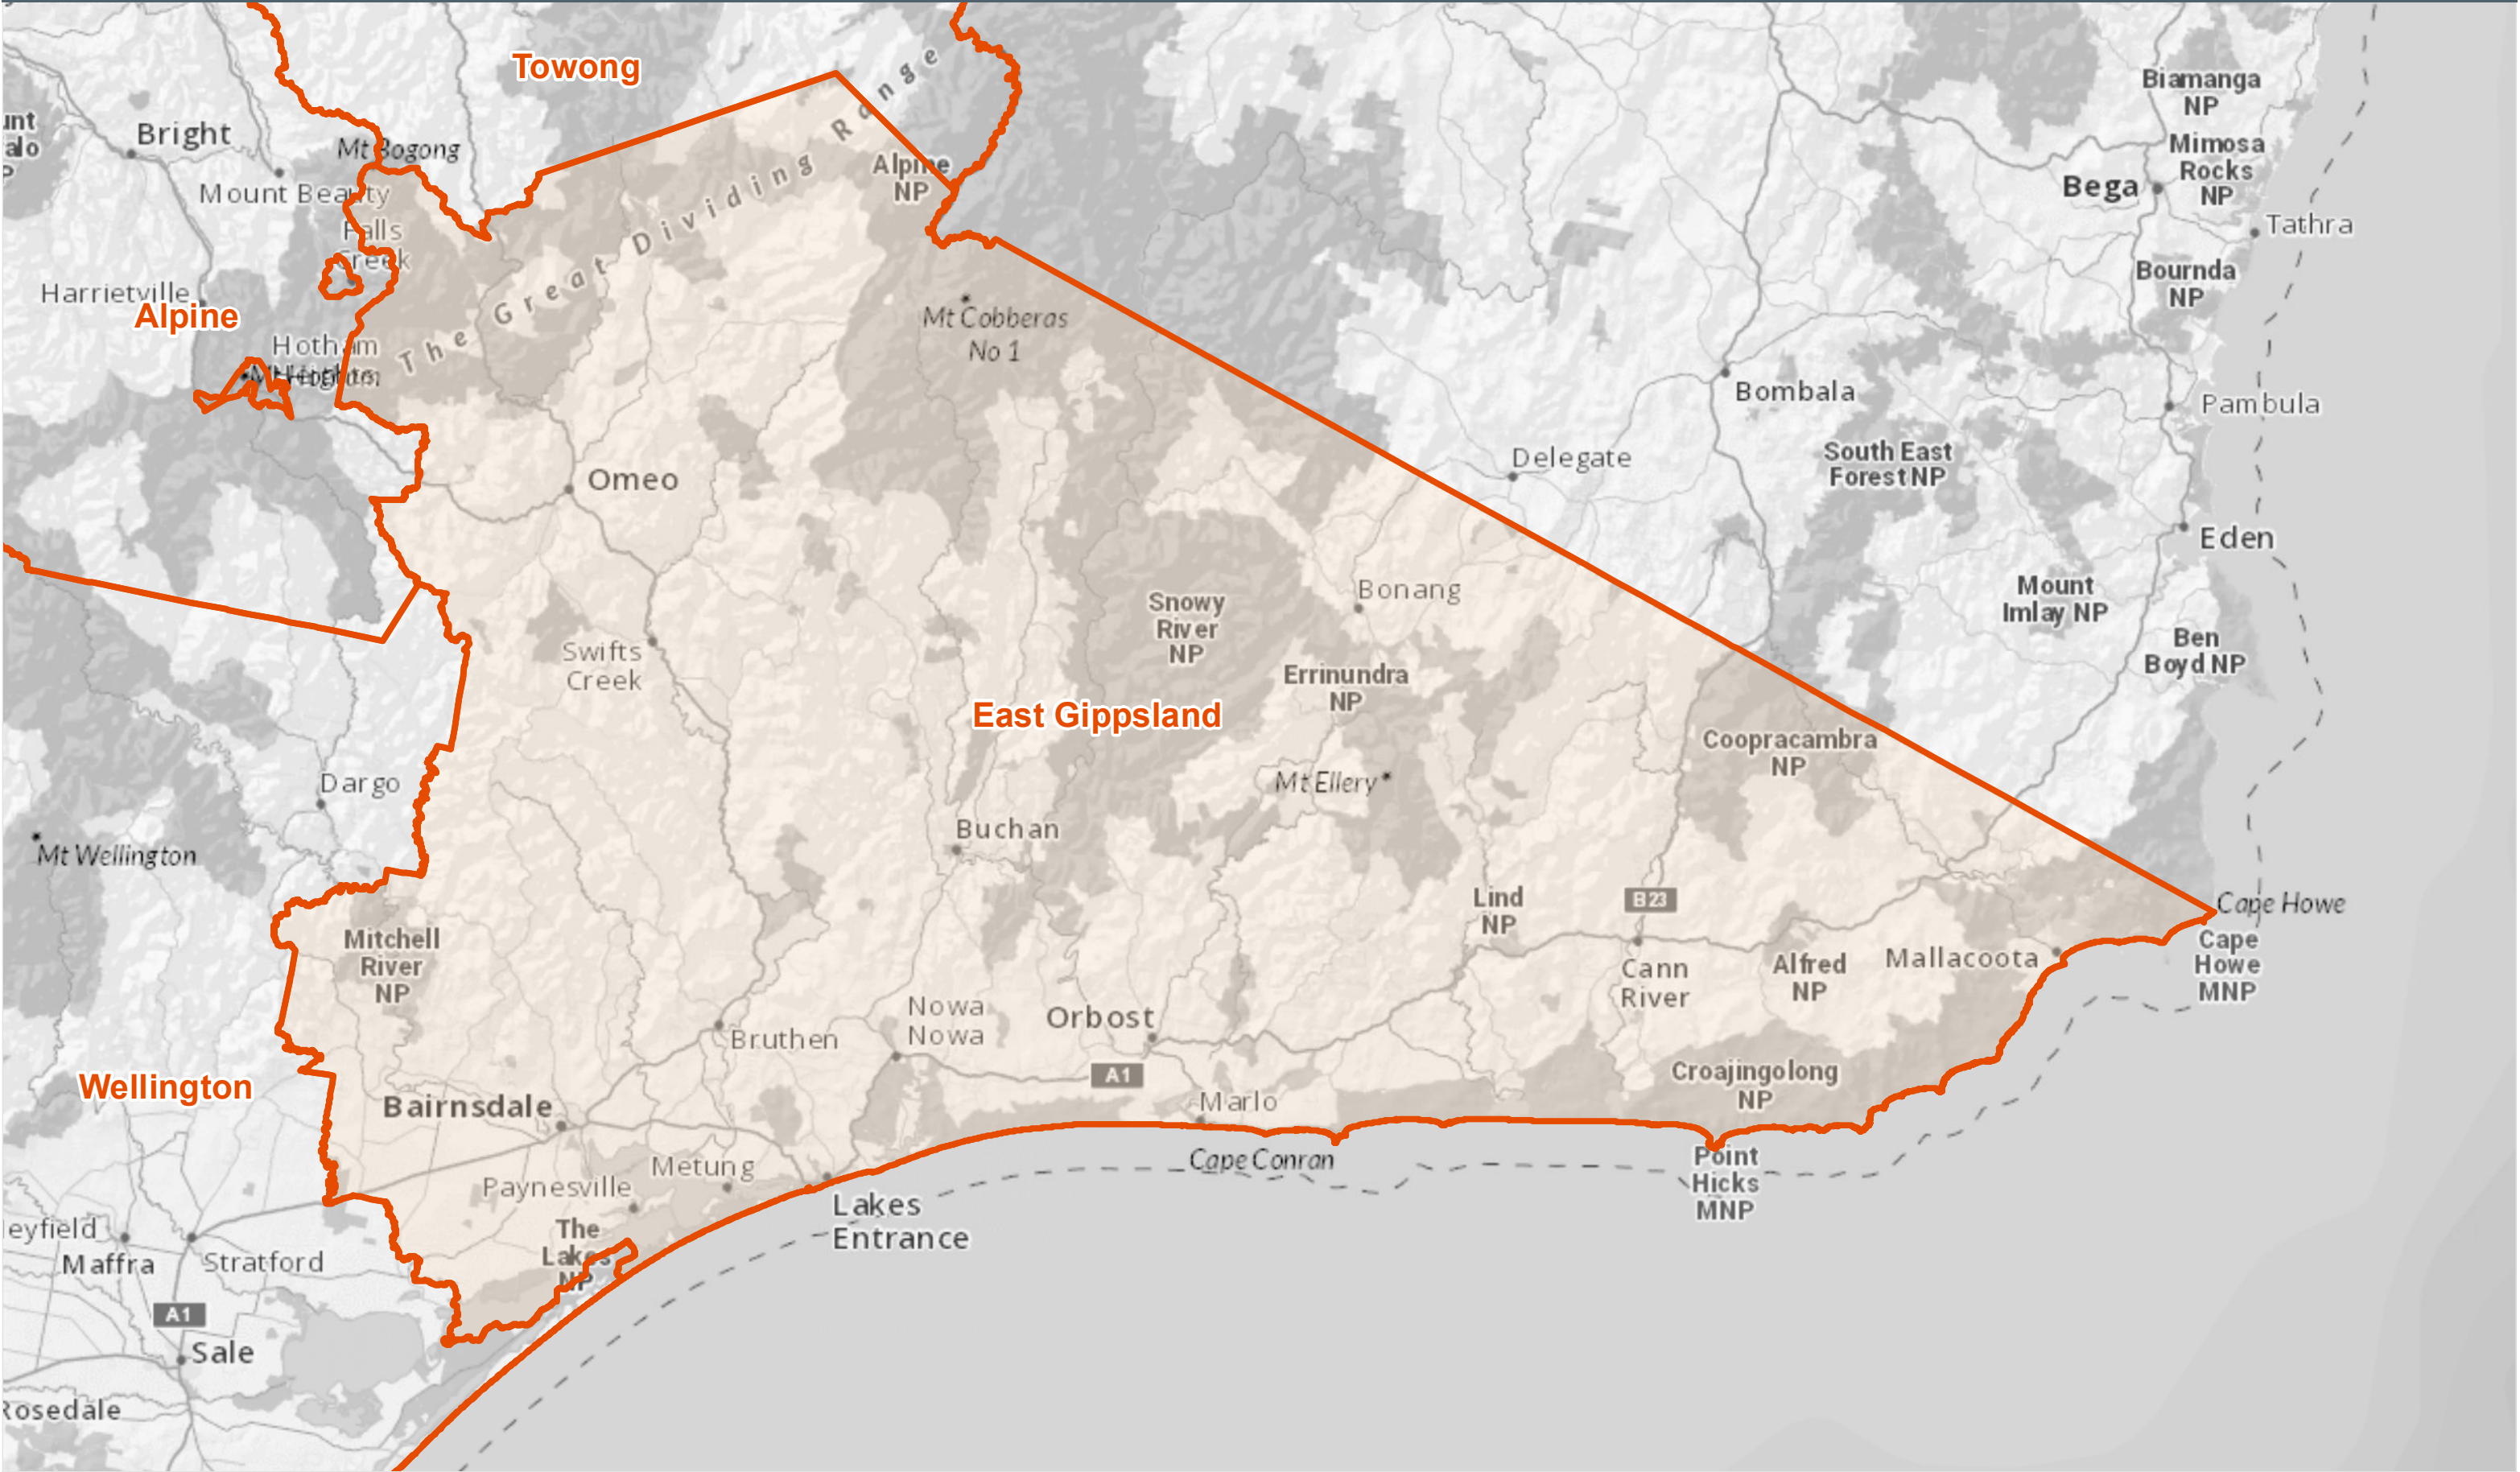 Towong
Biamanga
NP
Bright
Mt Bogong
Mimosa
Rocks
NP
Alpine
NP
The Great Dividing Range
Mount Beauty
Bega
Tathra
Falls
Creek
Bournda
NP
Harrietville
Alpine
Mt Cobberas
No 1
Hotham
Bombala
Pambula
Delegate
South East
Forest NP
Omeo
Eden
Bonang
Mount
Imlay NP
Snowy
River
NP
Swifts
Creek
Ben
Boyd NP
Errinundra
NP
East Gippsland
Coopracambra
NP
Dargo
Mt Ellery
Buchan
Mt Wellington
Lind
NP
B23
Cape Howe
Mitchell
River
NP
Cape
Howe
MNP
Mallacoota
Alfred
NP
Cann
River
Nowa
Nowa
Orbost
Bruthen
A1
Croajingolong
NP
Wellington
Bairnsdale
Marlo
Cape Conran
Metung
Paynesville
Point
Hicks
MNP
Lakes
Entrance
The
Lakes
NP
Maffra
Stratford
A1
Sale
Rosedale